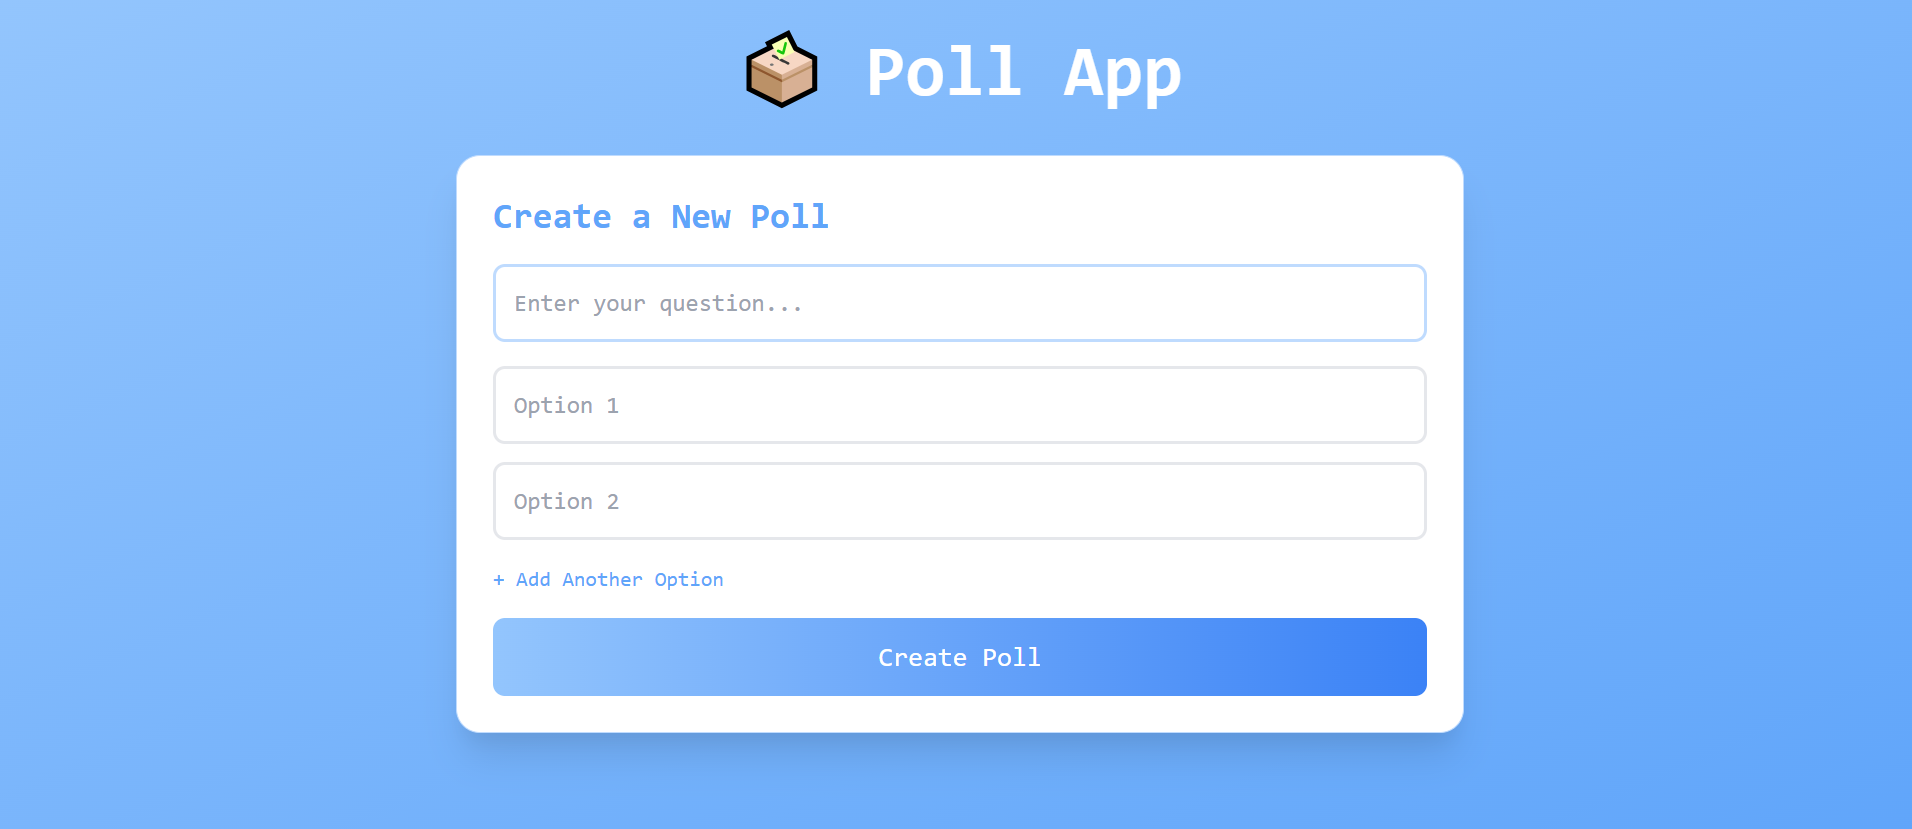 Poll App
Create a New Poll
Enter your question...
Option 1
Option 2
+ Add Another Option
Create Poll